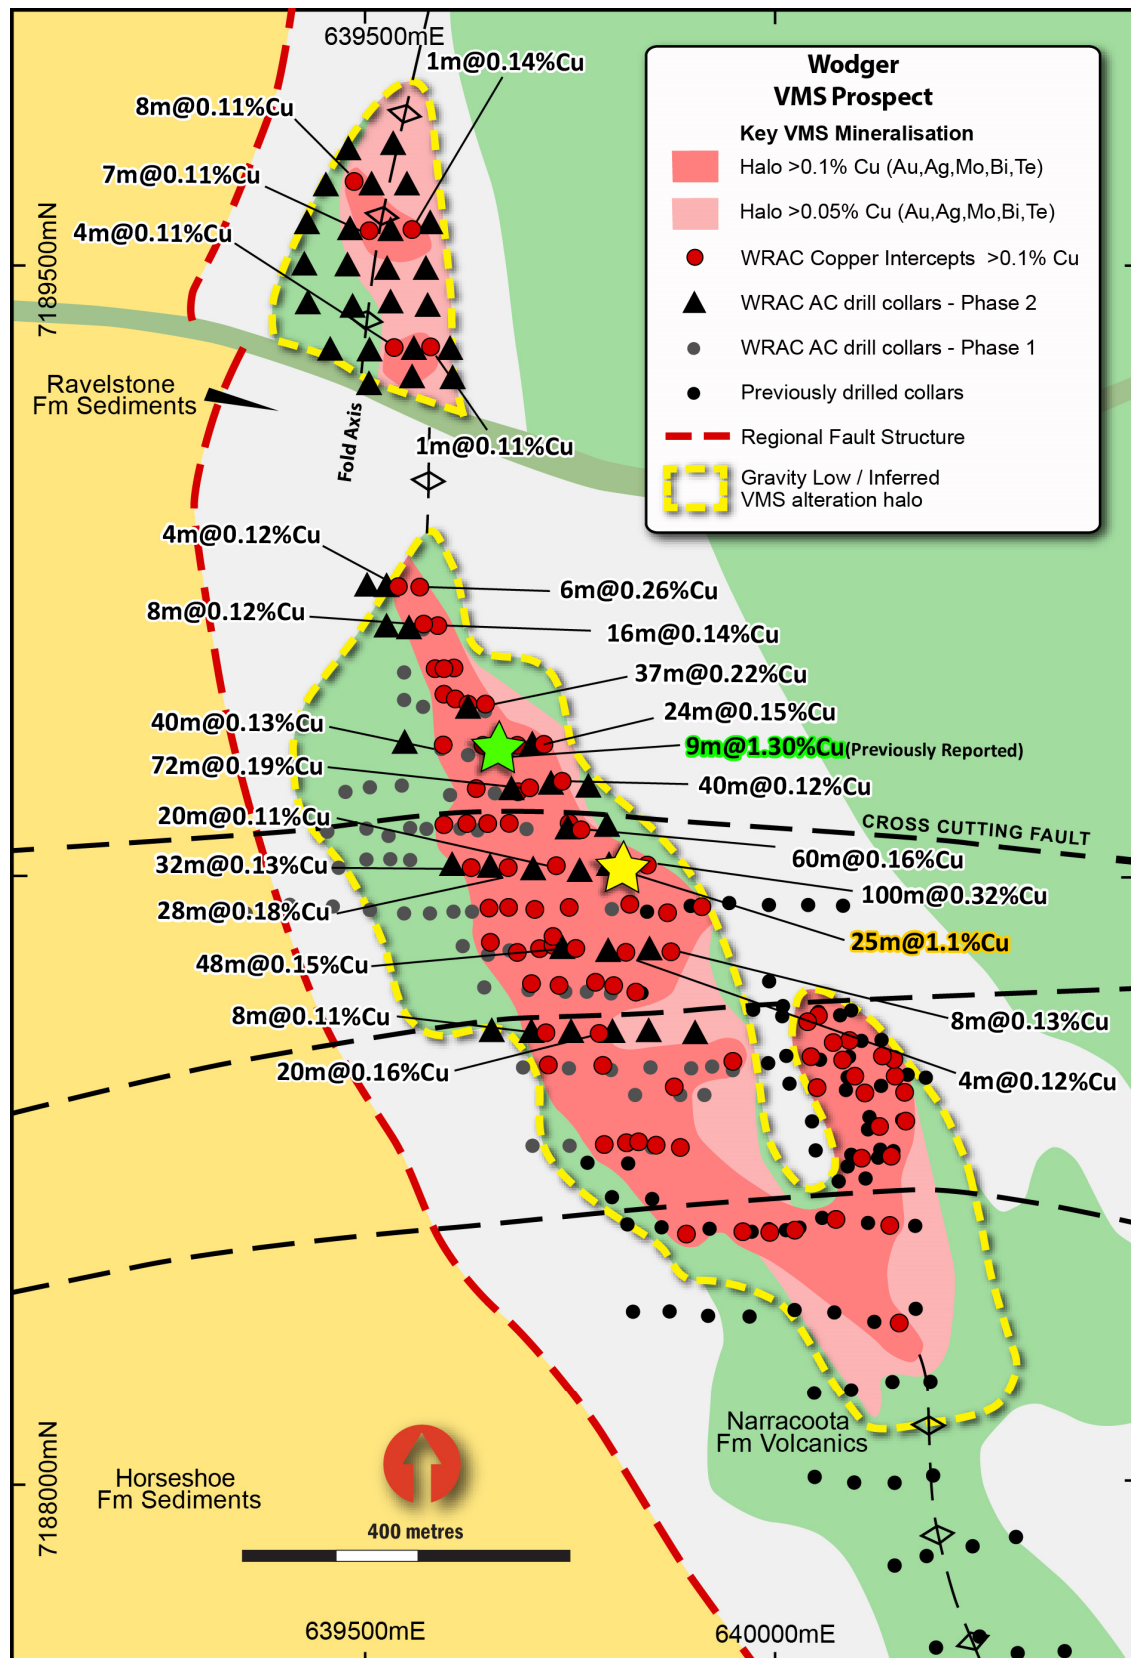 639500mE
1m@0.14%Cu
8m@0.11%Cu
7m@0.11%Cu
4m@0.11%Cu
7189500mN
Wodger
VMS Prospect
Key VMS Mineralisation
Halo >0.1% Cu (Au,Ag,Mo,Bi,Te)
Halo >0.05% Cu (Au,Ag,Mo,Bi,Te)
WRAC Copper Intercepts >0.1% Cu
WRAC AC drill collars - Phase 2
WRAC AC drill collars - Phase 1
Previously drilled collars
Regional Fault Structure
Gravity Low / Inferred
VMS alteration halo
Ravelstone
Fm Sediments
Fold Axis
1m@0.11%Cu
4m@0.12%Cu
6m@0.26%Cu
8m@0.12%Cu
16m@0.14%Cu
37m@0.22%Cu
24m@0.15%Cu
40m@0.13%Cu
9m@1.30%Cu(Previously Reported)
72m@0.19%Cu
40m@0.12%Cu
20m@0.11%Cu
CROSS CUTTING FAULT
60m@0.16%Cu
32m@0.13%Cu
100m@0.32%Cu
28m@0.18%Cu
25m@1.1%Cu
48m@0.15%Cu
8m@0.11%Cu
8m@0.13%Cu
20m@0.16%Cu
4m@0.12%Cu
Narracoota
Fm Volcanics
Horseshoe
Fm Sediments
7188000mN
400 metres
639500mE
640000mE